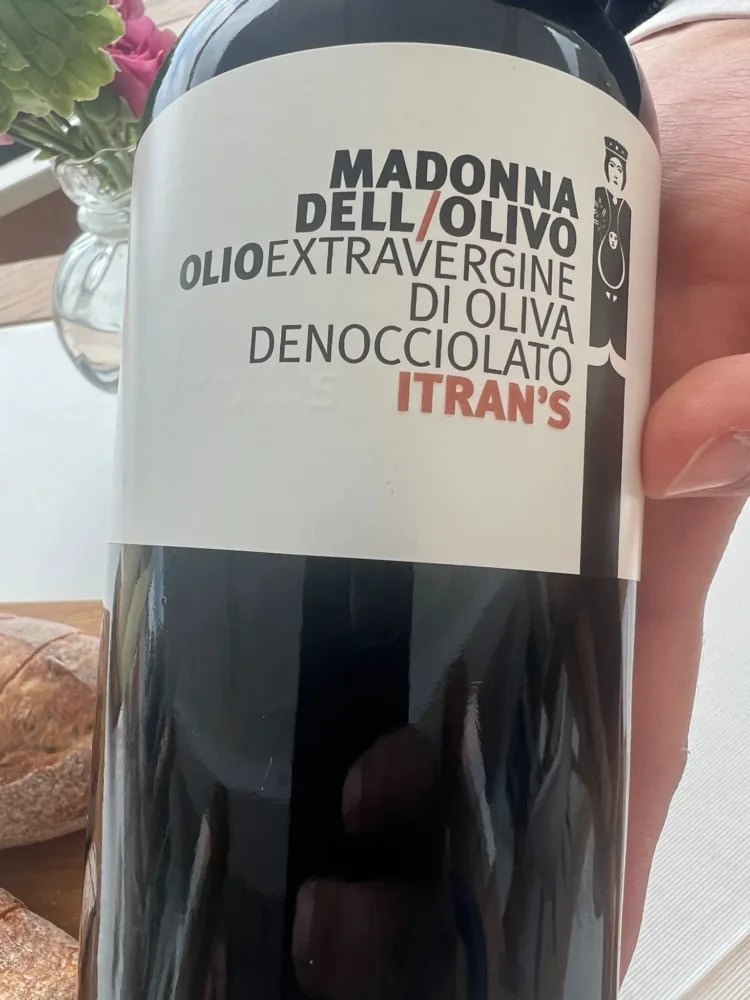 MADONNA
DELL/OLIVO
OLIOEXTRAVERGINE
DI OLIVA
DENOCCIOLATO
ITRAN'S